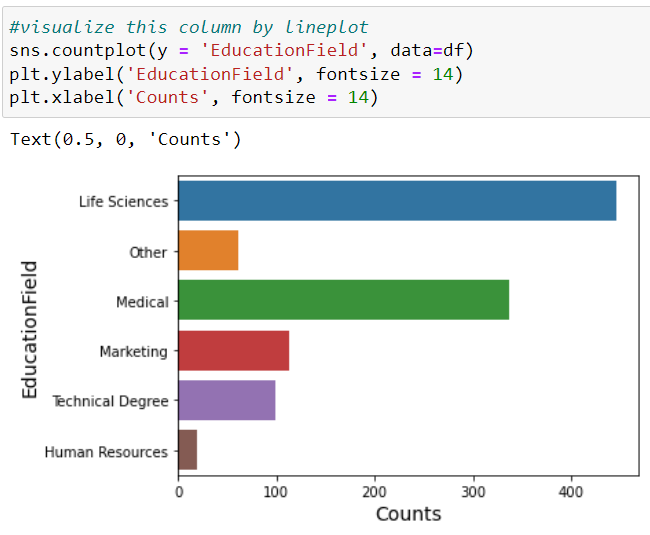 #visualize this column by lineplot
sns.countplot(y = 'EducationField', data=df)
plt.ylabel('EducationField', fontsize = 14)
plt.xlabel('Counts', fontsize = 14)
Text(0.5, 0, 'Counts')
Life Sciences
Other
Medical
Marketing
Technical Degree
Human Resources
EducationField
0 100 200 300 400
Counts